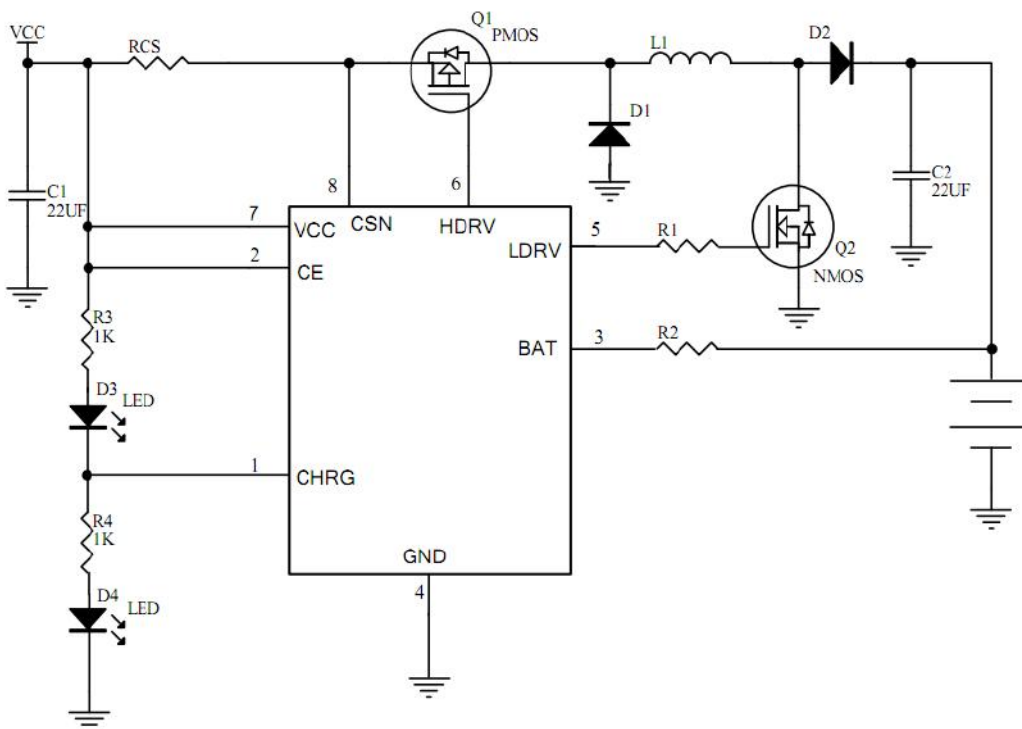 VCC
RCS
Q1
PMOS
L1
D2
D1
C1
22UF
C2
22UF
8
6
7
VCC
CSN
HDRV
5
R1
LDRV
Q2
NMOS
2
CE
R3
1K
BAT
3
R2
D3
LED
1
CHRG
R4
1K
GND
4
D4
LED